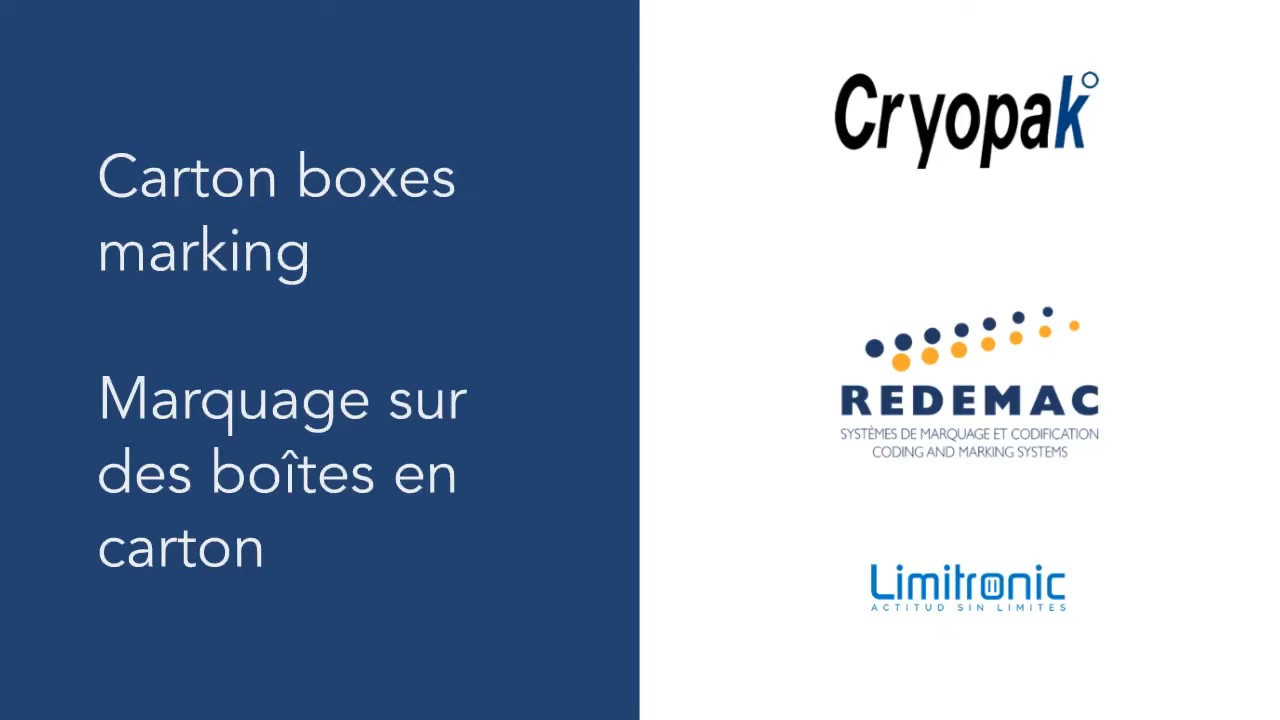 Carton boxes
marking
Marquage sur
des boîtes en
carton
Cryopak
REDEMAC
SYSTÈMES DE MARQUAGE ET CODIFICATION
CODING AND MARKING SYSTEMS
Limitronic
ACTITUD SIN LIMITES